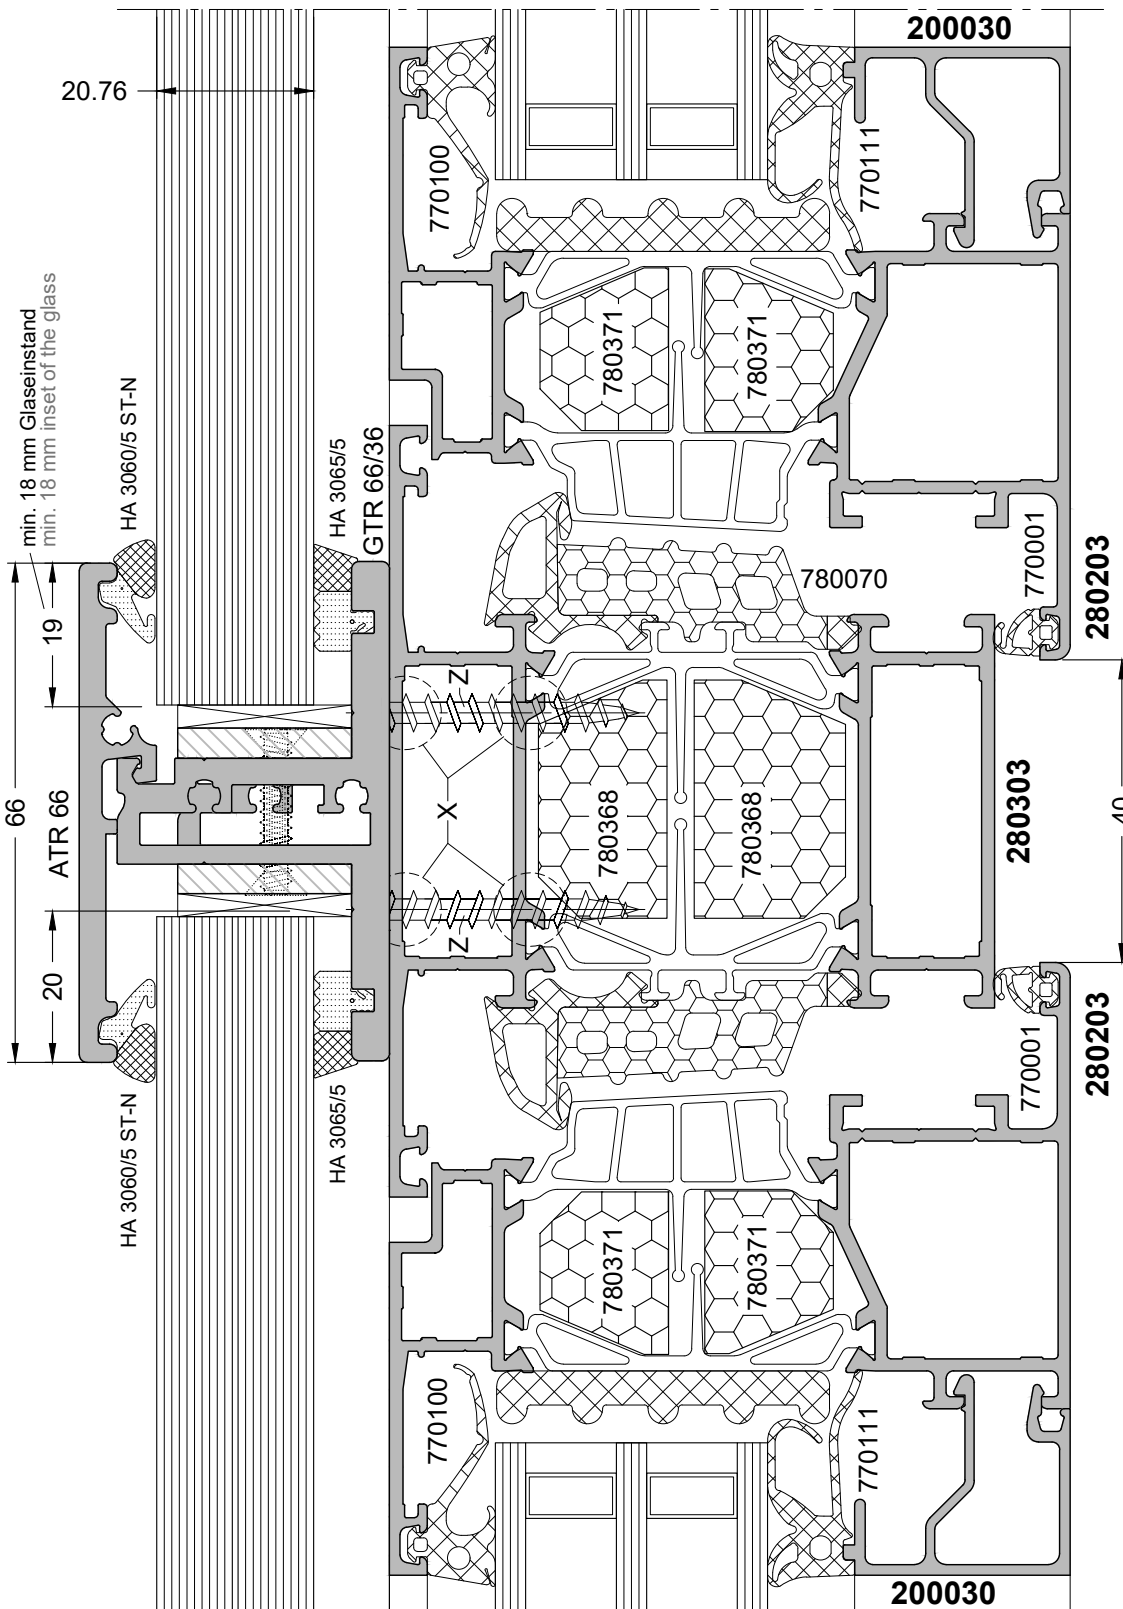 200030
20.76
770100
770111
min. 18 mm Glaseinstand
min. 18 mm inset of the glass
HA 3060/5 ST-N
HA 3065/5
GTR 66/36
780371
780371
780070
770001
280203
19
66
ATR 66
20
Z
X
Z
780368
780368
280303
40
HA 3060/5 ST-N
HA 3065/5
770001
280203
780371
780371
770100
770111
200030